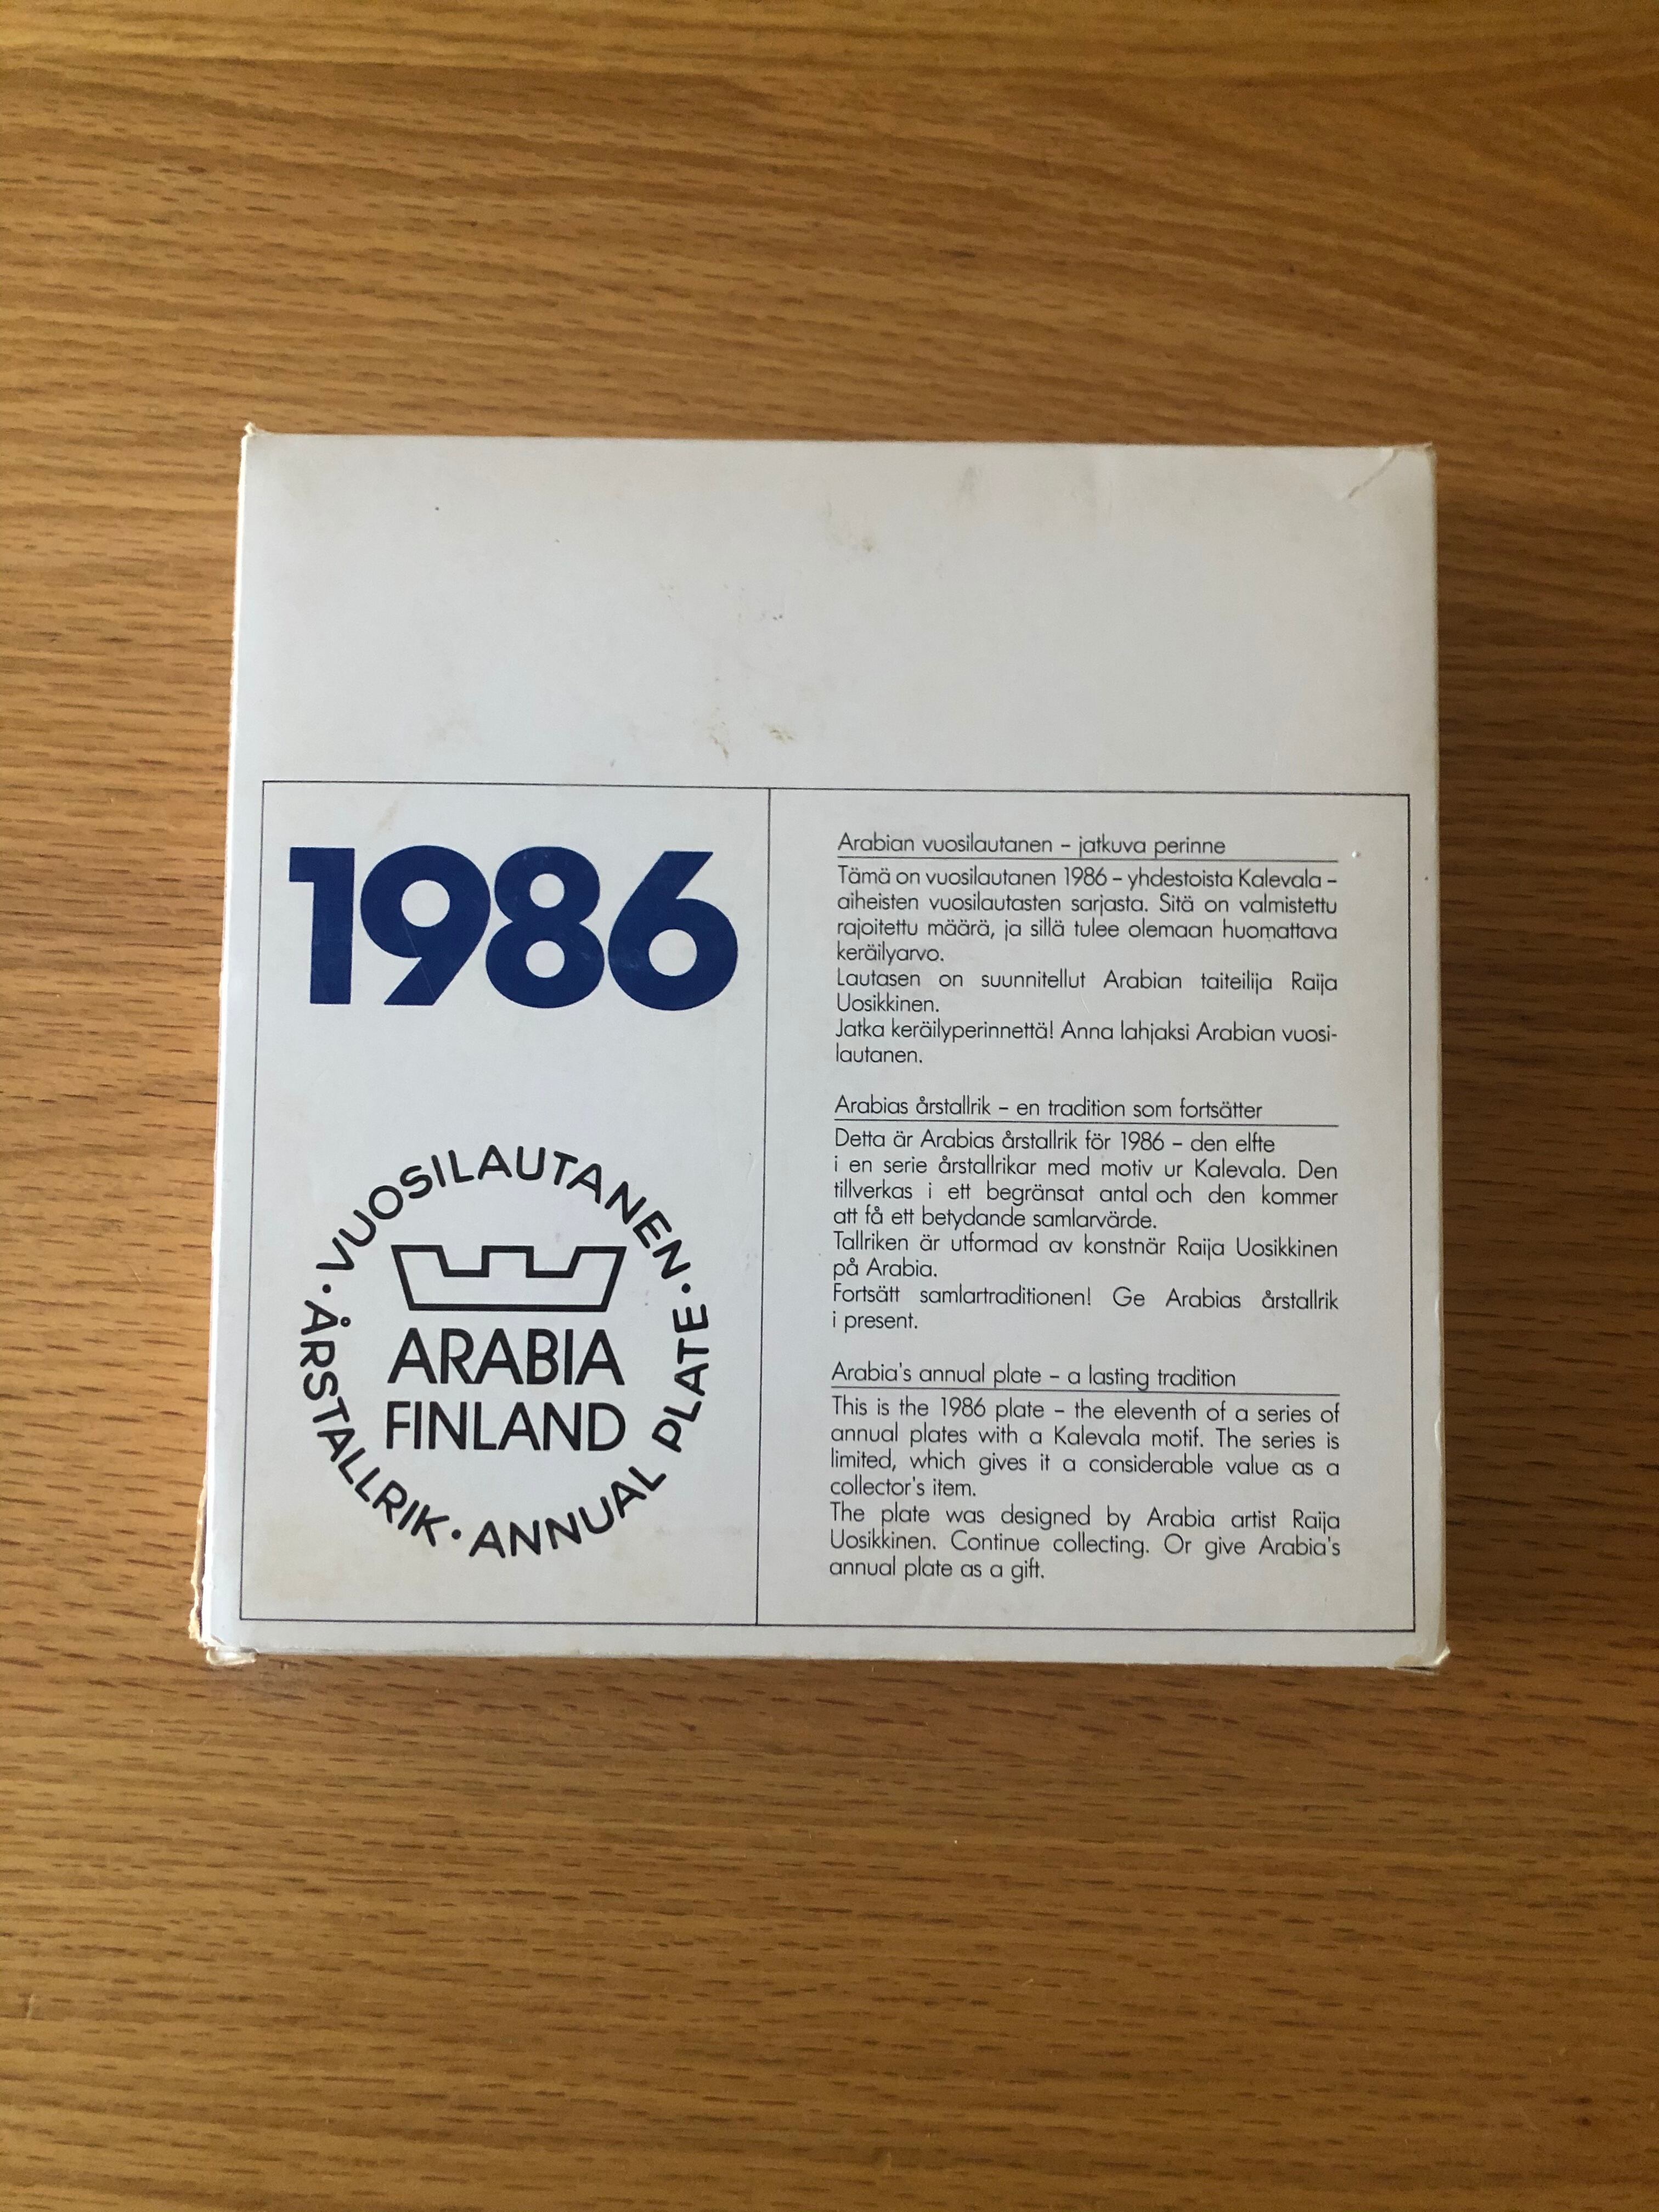 1986
VUOSILAUTANEN · ANNUAL PLATE · ÅRSTALLRIK ·
ARABIA
FINLAND
Arabian vuosilautanen – jatkuva perinne
Tämä on vuosilautanen 1986 – yhdestoista Kalevala –
aiheisten vuosilautasten sarjasta. Sitä on valmistettu
rajoitettu määrä, ja sillä tulee olemaan huomattava
keräilyarvo.
Lautasen on suunnitellut Arabian taiteilija Raija
Uosikkinen.
Jatka keräilyperinnettä! Anna lahjaksi Arabian vuosi-
lautanen.
Arabias årstallrik – en tradition som fortsätter
Detta är Arabias årstallrik för 1986 – den elfte
i en serie årstallrikar med motiv ur Kalevala. Den
tillverkas i ett begränsat antal och den kommer
att få ett betydande samlarvärde.
Tallriken är utformad av konstnär Raija Uosikkinen
på Arabia.
Fortsätt samlartraditionen! Ge Arabias årstallrik
i present.
Arabia's annual plate – a lasting tradition
This is the 1986 plate – the eleventh of a series of
annual plates with a Kalevala motif. The series is
limited, which gives it a considerable value as a
collector's item.
The plate was designed by Arabia artist Raija
Uosikkinen. Continue collecting. Or give Arabia's
annual plate as a gift.